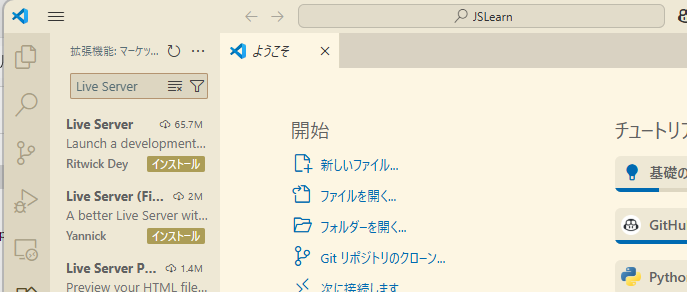 JSLearn
拡張機能: マーケッ...
Live Server
Live Server 65.7M
Launch a development...
Ritwick Dey インストール
Live Server (Fi... 2M
A better Live Server wit...
Yannick インストール
Live Server P... 1.4M
Preview your HTML file...
ようこそ
開始
新しいファイル...
ファイルを開く...
フォルダーを開く...
Git リポジトリのクローン...
次に接続します
チュートリア
基礎の
GitHu
Python